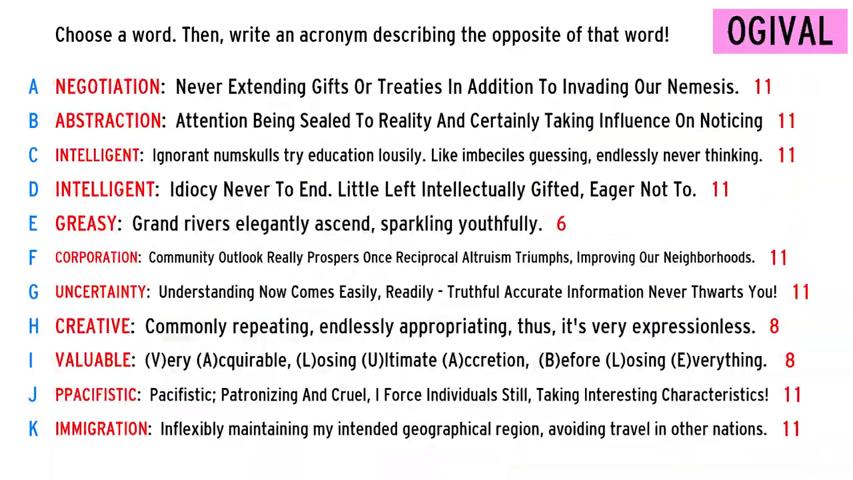 Choose a word. Then, write an acronym describing the opposite of that word!
OGIVAL
A NEGOTIATION: Never Extending Gifts Or Treaties In Addition To Invading Our Nemesis. 11
B ABSTRACTION: Attention Being Sealed To Reality And Certainly Taking Influence On Noticing 11
C INTELLIGENT: Ignorant numskulls try education lousily. Like imbeciles guessing, endlessly never thinking. 11
D INTELLIGENT: Idiocy Never To End. Little Left Intellectually Gifted, Eager Not To. 11
E GREASY: Grand rivers elegantly ascend, sparkling youthfully. 6
F CORPORATION: Community Outlook Really Prospers Once Reciprocal Altruism Triumphs, Improving Our Neighborhoods. 11
G UNCERTAINTY: Understanding Now Comes Easily, Readily - Truthful Accurate Information Never Thwarts You! 11
H CREATIVE: Commonly repeating, endlessly appropriating, thus, it's very expressionless. 8
I VALUABLE: (V)ery (A)cquirable, (L)osing (U)ltimate (A)ccretion, (B)efore (L)osing (E)verything. 8
J PPACIFISTIC: Pacifistic; Patronizing And Cruel, I Force Individuals Still, Taking Interesting Characteristics! 11
K IMMIGRATION: Inflexibly maintaining my intended geographical region, avoiding travel in other nations. 11